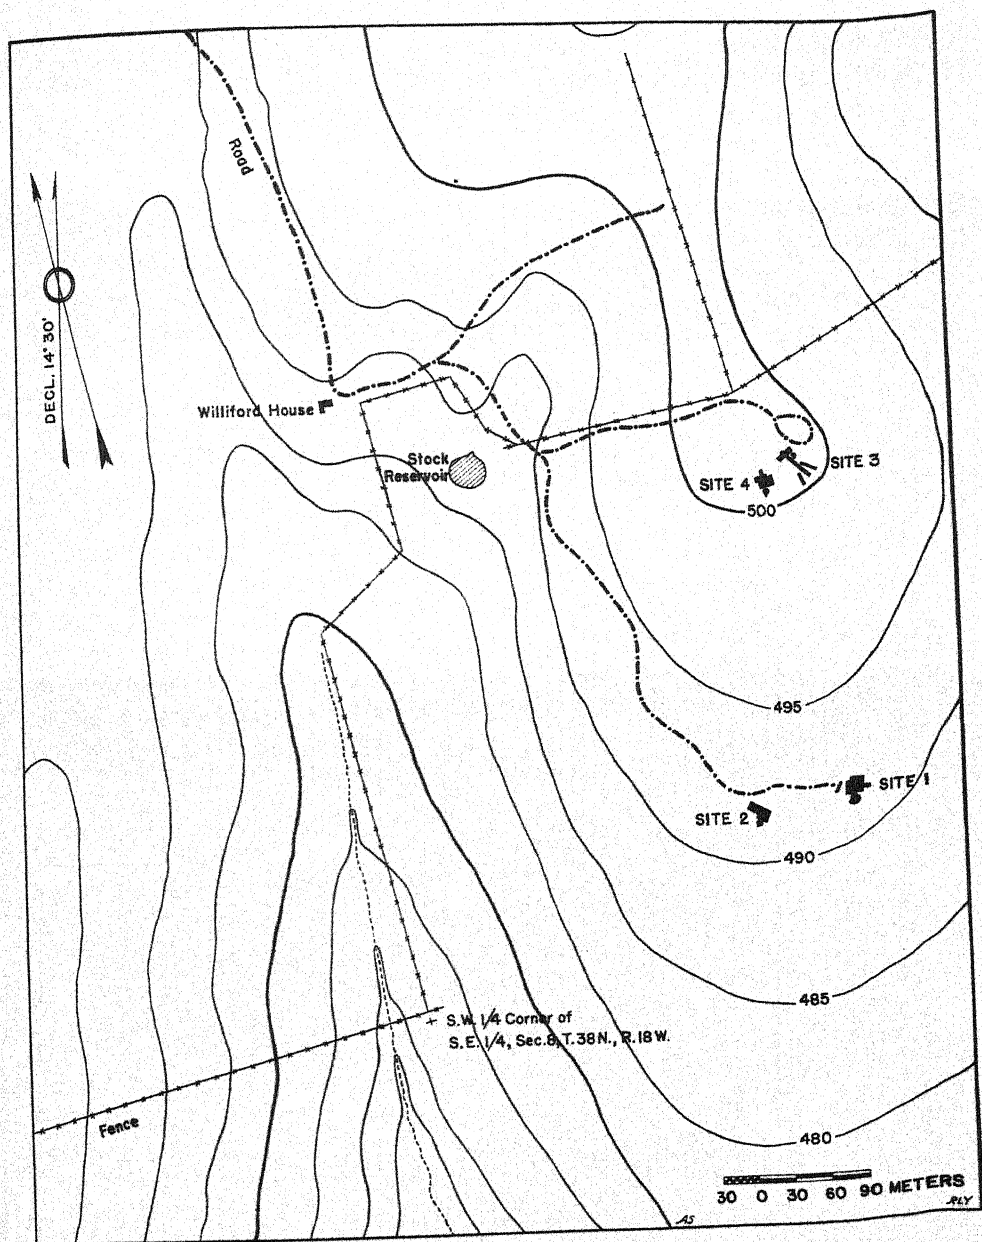 Road
DECL. 14° 30'
Williford House
Stock
Reservoir
SITE 4
SITE 3
500
495
SITE 1
SITE 2
490
485
S.W. 1/4 Corner of
S.E. 1/4, Sec. 8, T. 38 N., R. 18 W.
Fence
480
30 0 30 60 90 METERS
AS
RLY